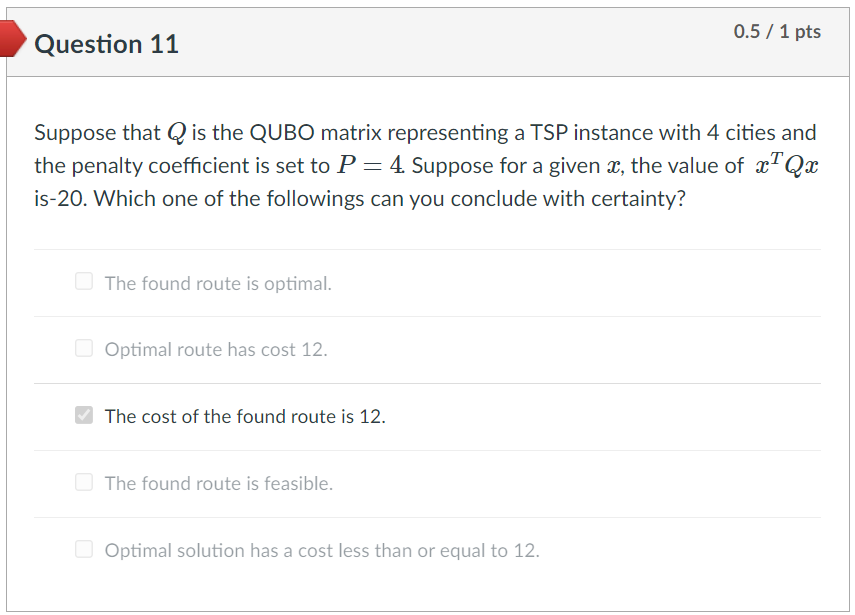 Question 11
0.5 / 1 pts
Suppose that Q is the QUBO matrix representing a TSP instance with 4 cities and
the penalty coefficient is set to P = 4. Suppose for a given x, the value of x^T Qx
is-20. Which one of the followings can you conclude with certainty?
The found route is optimal.
Optimal route has cost 12.
The cost of the found route is 12.
The found route is feasible.
Optimal solution has a cost less than or equal to 12.